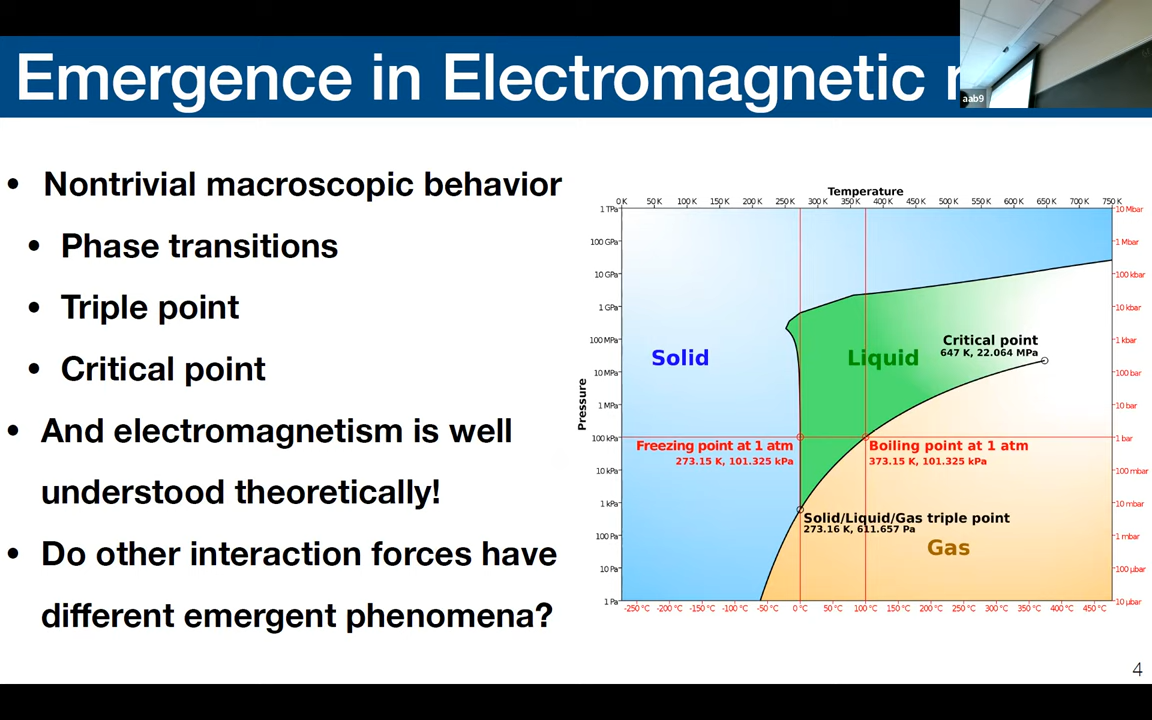 Emergence in Electromagnetic
aab9
• Nontrivial macroscopic behavior
• Phase transitions
• Triple point
• Critical point
• And electromagnetism is well
understood theoretically!
• Do other interaction forces have
different emergent phenomena?
Temperature
0 K 50 K 100 K 150 K 200 K 250 K 300 K 350 K 400 K 450 K 500 K 550 K 600 K 650 K 700 K 750 K
1 TPa 10 Mbar
100 GPa 1 Mbar
10 GPa 100 kbar
1 GPa 10 kbar
100 MPa 1 kbar
10 MPa 100 bar
1 MPa 10 bar
100 kPa 1 bar
10 kPa 100 mbar
1 kPa 10 mbar
100 Pa 1 mbar
10 Pa 100 µbar
1 Pa 10 µbar
Pressure
Critical point
647 K, 22.064 MPa
Solid
Liquid
Freezing point at 1 atm
273.15 K, 101.325 kPa
Boiling point at 1 atm
373.15 K, 101.325 kPa
Solid/Liquid/Gas triple point
273.16 K, 611.657 Pa
Gas
-250 °C -200 °C -150 °C -100 °C -50 °C 0 °C 50 °C 100 °C 150 °C 200 °C 250 °C 300 °C 350 °C 400 °C 450 °C
4